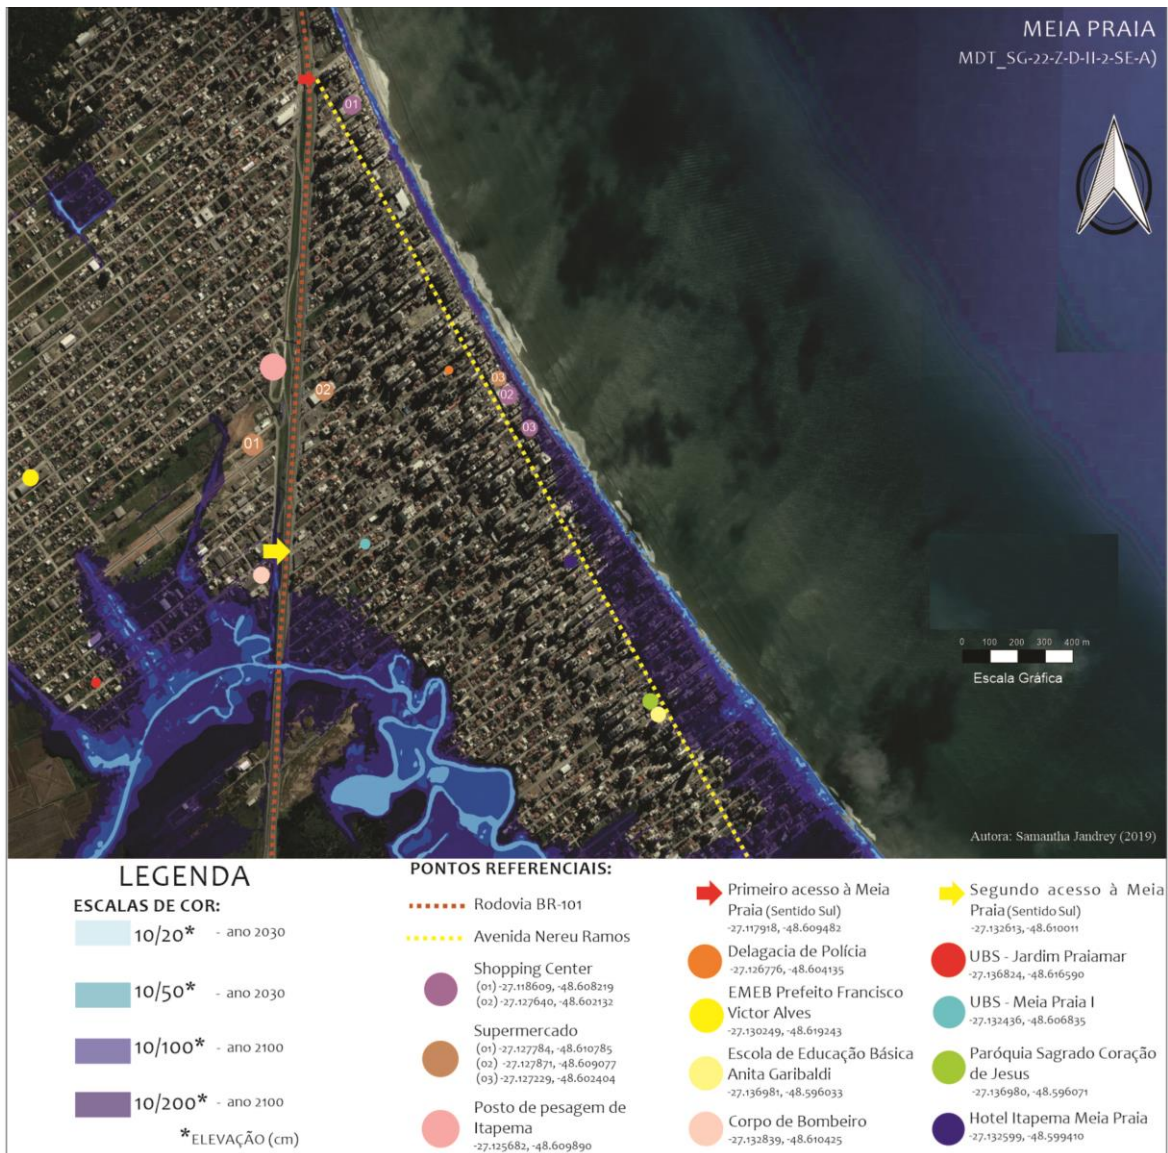 MEIA PRAIA
MDT_SG-22-Z-D-II-2-SE-A)
01
03
02
03
02
01
0 100 200 300 400 m
Escala Gráfica
Autora: Samantha Jandrey (2019)
LEGENDA
ESCALAS DE COR:
10/20* - ano 2030
10/50* - ano 2030
10/100* - ano 2100
10/200* - ano 2100
*ELEVAÇÃO (cm)
PONTOS REFERENCIAIS:
Rodovia BR-101
Avenida Nereu Ramos
Shopping Center
(01) -27.118609, -48.608219
(02) -27.127640, -48.602132
Supermercado
(01) -27.127784, -48.610785
(02) -27.127871, -48.609077
(03) -27.127229, -48.602404
Posto de pesagem de
Itapema
-27.125682, -48.609890
Primeiro acesso à Meia
Praia (Sentido Sul)
-27.117918, -48.609482
Delagacia de Polícia
-27.126776, -48.604135
EMEB Prefeito Francisco
Victor Alves
-27.130249, -48.619243
Escola de Educação Básica
Anita Garibaldi
-27.136981, -48.596033
Corpo de Bombeiro
-27.132839, -48.610425
Segundo acesso à Meia
Praia (Sentido Sul)
-27.132613, -48.610011
UBS - Jardim Praiamar
-27.136824, -48.616590
UBS - Meia Praia I
-27.132436, -48.606835
Paróquia Sagrado Coração
de Jesus
-27.136980, -48.596071
Hotel Itapema Meia Praia
-27.132599, -48.599410